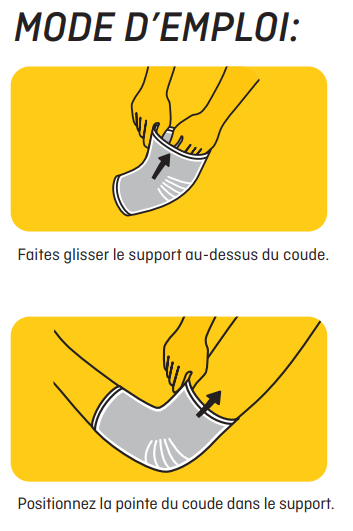 MODE D'EMPLOI:
Faites glisser le support au-dessus du coude.
Positionnez la pointe du coude dans le support.